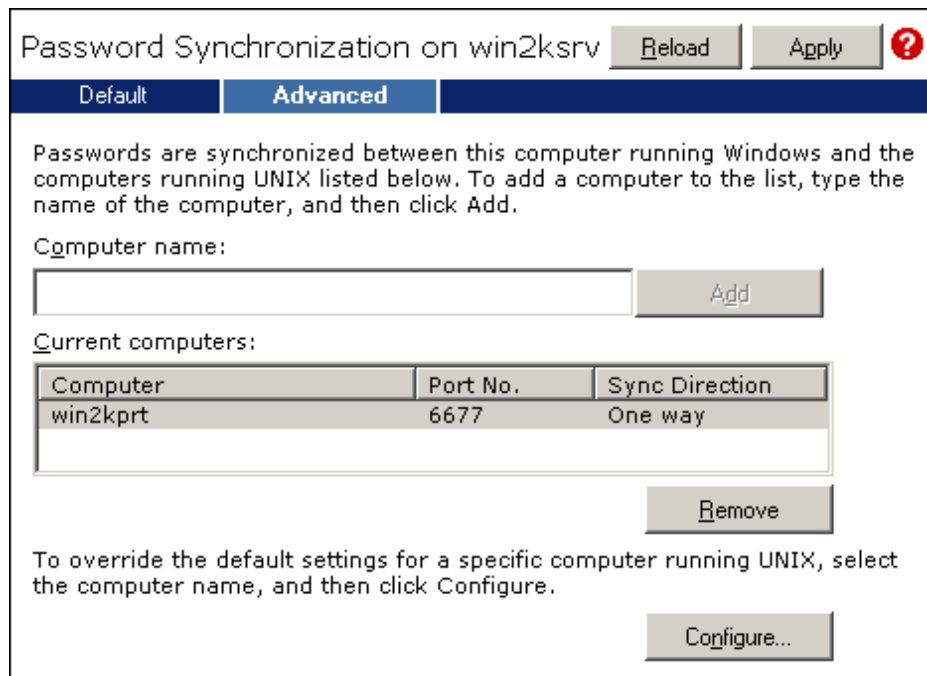 Password Synchronization on win2ksrv Reload Apply ?
Default Advanced
Passwords are synchronized between this computer running Windows and the
computers running UNIX listed below. To add a computer to the list, type the
name of the computer, and then click Add.
Computer name:
Add
Current computers:
Computer Port No. Sync Direction
win2kprt 6677 One way
Remove
To override the default settings for a specific computer running UNIX, select
the computer name, and then click Configure.
Configure...